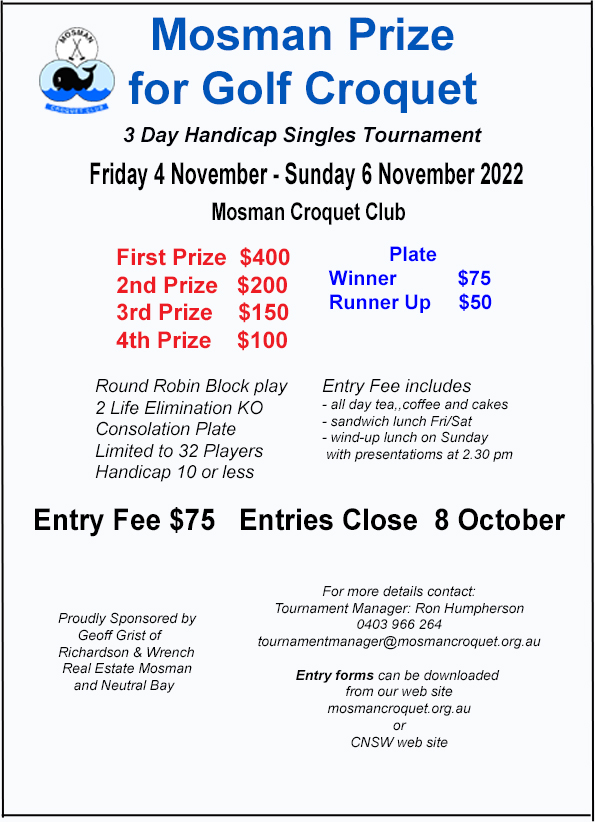 MOSMAN
CROQUET CLUB
Mosman Prize
for Golf Croquet
3 Day Handicap Singles Tournament
Friday 4 November - Sunday 6 November 2022
Mosman Croquet Club
First Prize $400
2nd Prize $200
3rd Prize $150
4th Prize $100
Plate
Winner $75
Runner Up $50
Round Robin Block play
2 Life Elimination KO
Consolation Plate
Limited to 32 Players
Handicap 10 or less
Entry Fee includes
- all day tea,,coffee and cakes
- sandwich lunch Fri/Sat
- wind-up lunch on Sunday
with presentatioms at 2.30 pm
Entry Fee $75 Entries Close 8 October
Proudly Sponsored by
Geoff Grist of
Richardson & Wrench
Real Estate Mosman
and Neutral Bay
For more details contact:
Tournament Manager: Ron Humpherson
0403 966 264
tournamentmanager@mosmancroquet.org.au
Entry forms can be downloaded
from our web site
mosmancroquet.org.au
or
CNSW web site